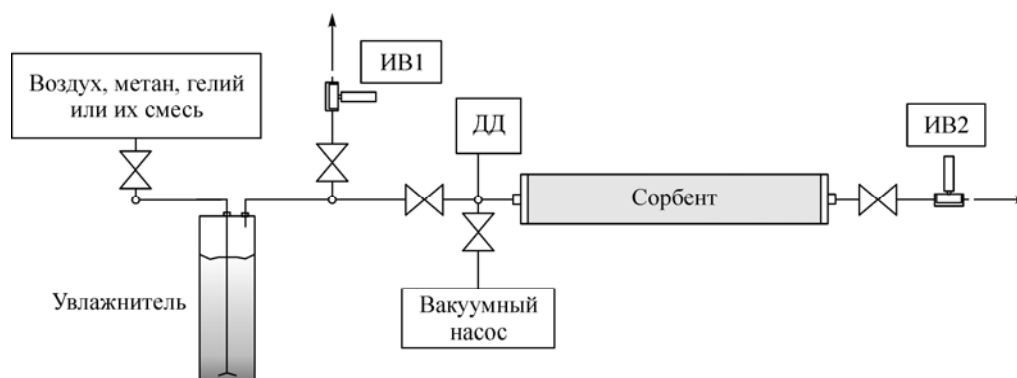 Воздух, метан, гелий
или их смесь
ИВ1
ДД
ИВ2
Сорбент
Увлажнитель
Вакуумный
насос